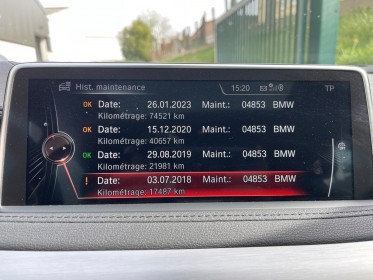 Hist. maintenance 15:20 TP
OK Date: 26.01.2023 Maint.: 04853 BMW
Kilométrage: 74521 km
OK Date: 15.12.2020 Maint.: 04853 BMW
Kilométrage: 40657 km
OK Date: 29.08.2019 Maint.: 04853 BMW
Kilométrage: 21981 km
! Date: 03.07.2018 Maint.: 04853 BMW
Kilométrage: 17487 km